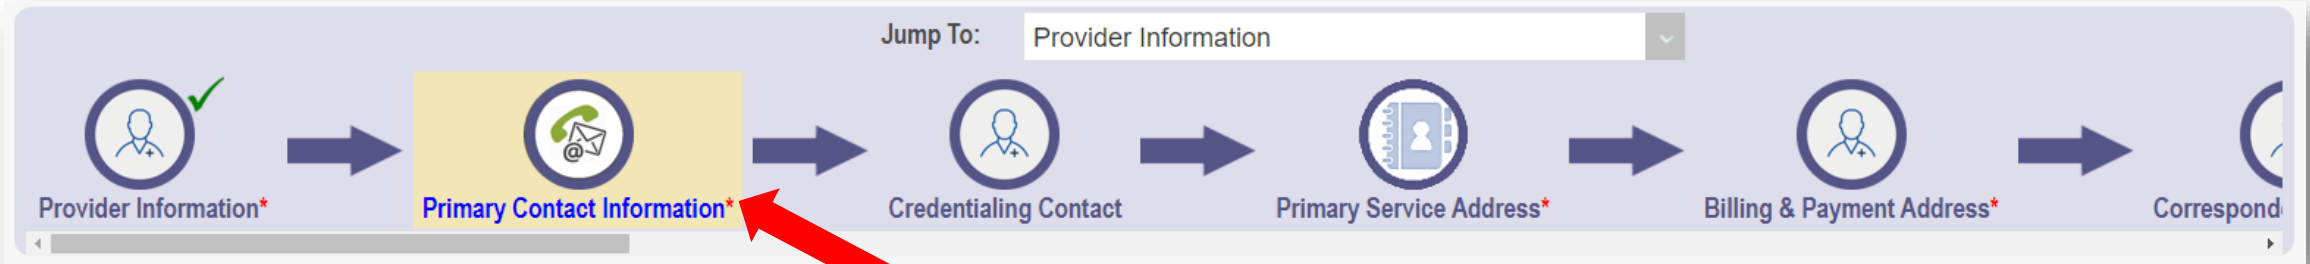 Jump To: Provider Information
Provider Information* Primary Contact Information* Credentialing Contact Primary Service Address* Billing & Payment Address*